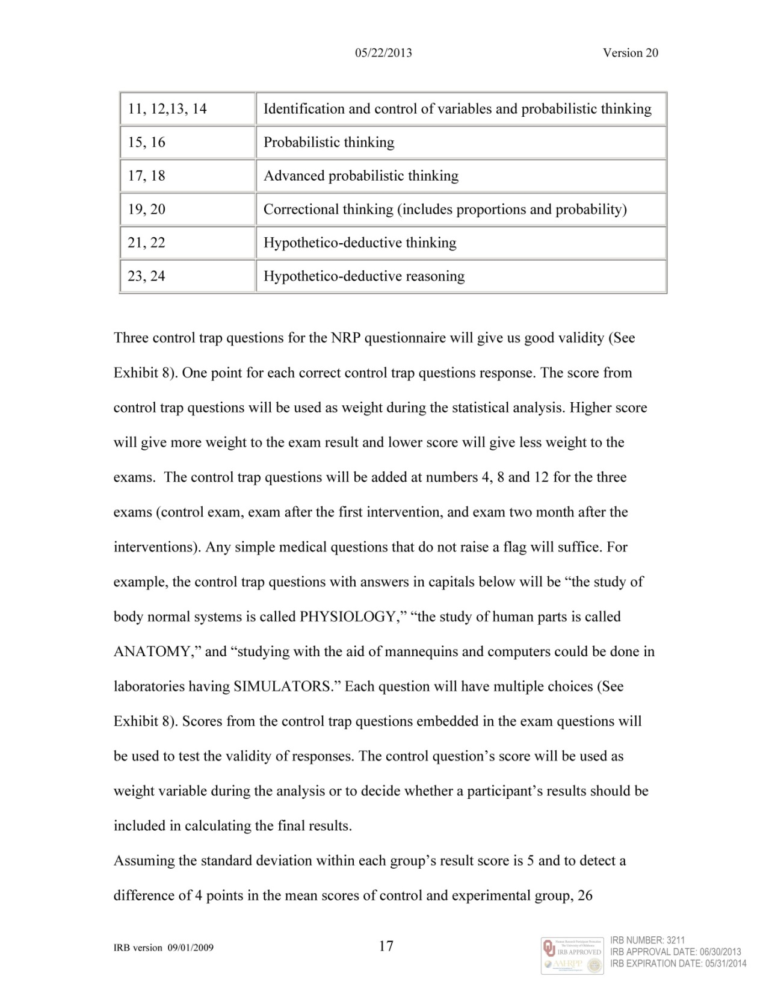 05/22/2013 Version 20
11, 12,13, 14 Identification and control of variables and probabilistic thinking
15, 16 Probabilistic thinking
17, 18 Advanced probabilistic thinking
19, 20 Correctional thinking (includes proportions and probability)
21, 22 Hypothetico-deductive thinking
23, 24 Hypothetico-deductive reasoning
Three control trap questions for the NRP questionnaire will give us good validity (See
Exhibit 8). One point for each correct control trap questions response. The score from
control trap questions will be used as weight during the statistical analysis. Higher score
will give more weight to the exam result and lower score will give less weight to the
exams.  The control trap questions will be added at numbers 4, 8 and 12 for the three
exams (control exam, exam after the first intervention, and exam two month after the
interventions). Any simple medical questions that do not raise a flag will suffice. For
example, the control trap questions with answers in capitals below will be “the study of
body normal systems is called PHYSIOLOGY,” “the study of human parts is called
ANATOMY,” and “studying with the aid of mannequins and computers could be done in
laboratories having SIMULATORS.” Each question will have multiple choices (See
Exhibit 8). Scores from the control trap questions embedded in the exam questions will
be used to test the validity of responses. The control question’s score will be used as
weight variable during the analysis or to decide whether a participant’s results should be
included in calculating the final results.
Assuming the standard deviation within each group’s result score is 5 and to detect a
difference of 4 points in the mean scores of control and experimental group, 26
IRB version  09/01/2009 17
Human Research Participant Protection
The University of Oklahoma
IRB APPROVED
AAHRPP
IRB NUMBER: 3211
IRB APPROVAL DATE: 06/30/2013
IRB EXPIRATION DATE: 05/31/2014